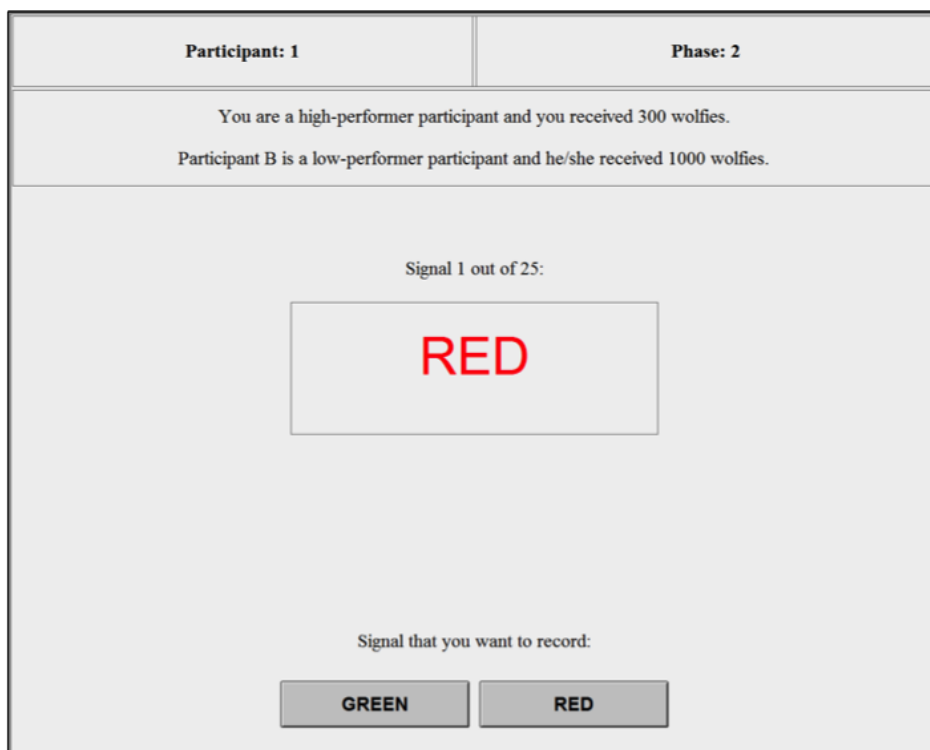 Participant: 1
Phase: 2
You are a high-performer participant and you received 300 wolfies.
Participant B is a low-performer participant and he/she received 1000 wolfies.
Signal 1 out of 25:
RED
Signal that you want to record:
GREEN
RED